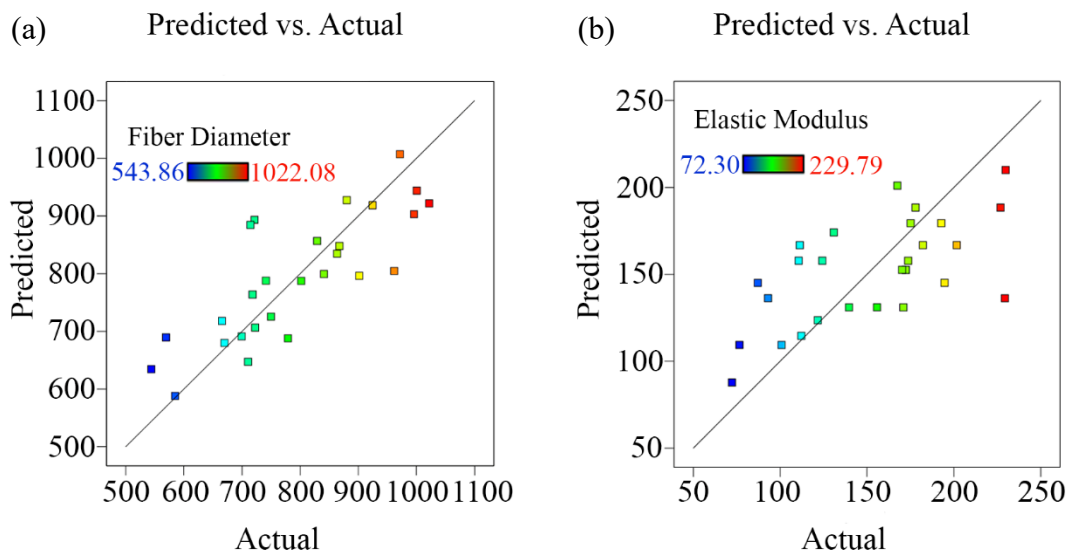 (a) Predicted vs. Actual
Fiber Diameter
543.86 1022.08
Predicted
1100
1000
900
800
700
600
500
500 600 700 800 900 1000 1100
Actual
(b) Predicted vs. Actual
Elastic Modulus
72.30 229.79
Predicted
250
200
150
100
50
50 100 150 200 250
Actual